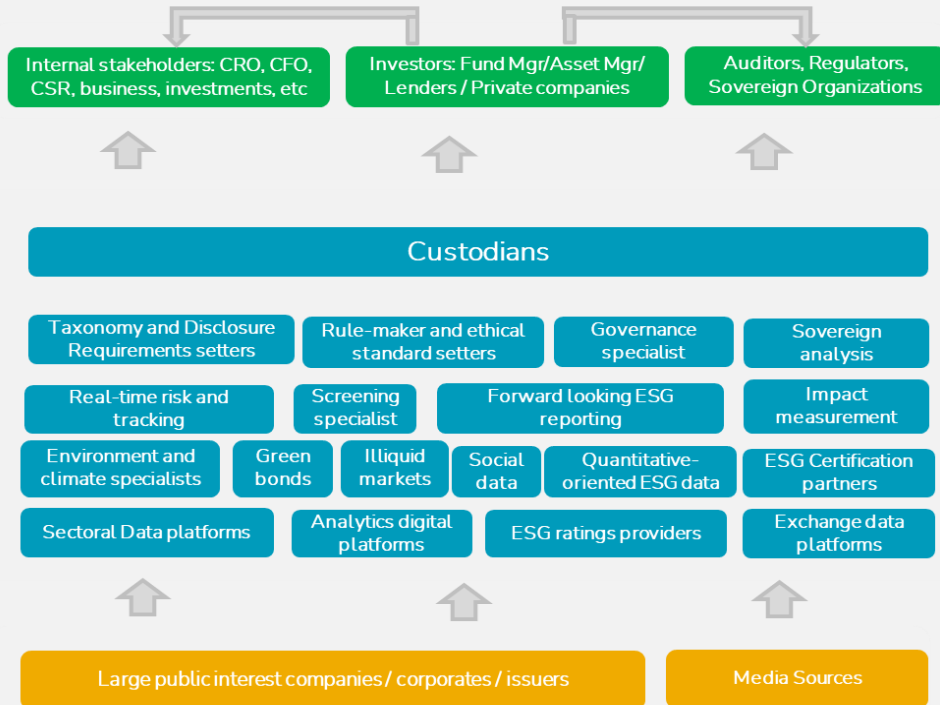 Internal stakeholders: CRO, CFO,
CSR, business, investments, etc
Investors: Fund Mgr/Asset Mgr/
Lenders / Private companies
Auditors, Regulators,
Sovereign Organizations
Custodians
Taxonomy and Disclosure
Requirements setters
Rule-maker and ethical
standard setters
Governance
specialist
Sovereign
analysis
Real-time risk and
tracking
Screening
specialist
Forward looking ESG
reporting
Impact
measurement
Environment and
climate specialists
Green
bonds
Illiquid
markets
Social
data
Quantitative-
oriented ESG data
ESG Certification
partners
Sectoral Data platforms
Analytics digital
platforms
ESG ratings providers
Exchange data
platforms
Large public interest companies / corporates / issuers
Media Sources